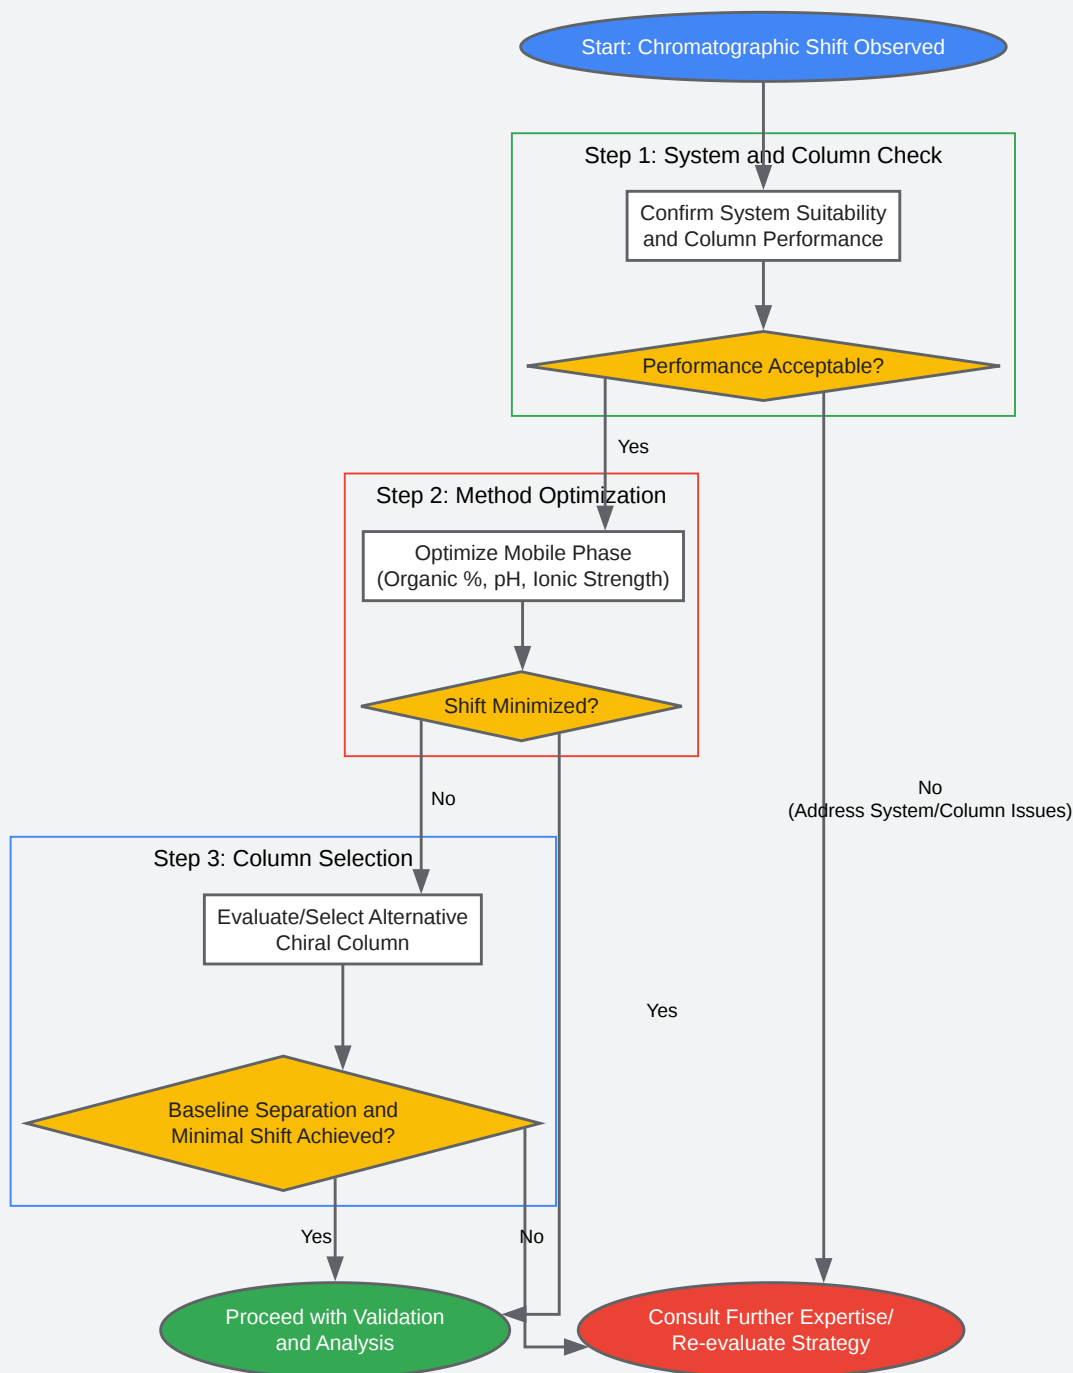 Start: Chromatographic Shift Observed
Step 1: System and Column Check
Confirm System Suitability
and Column Performance
Performance Acceptable?
Yes
Step 2: Method Optimization
Optimize Mobile Phase
(Organic %, pH, Ionic Strength)
Shift Minimized?
No
(Address System/Column Issues)
No
Step 3: Column Selection
Evaluate/Select Alternative
Chiral Column
Yes
Baseline Separation and
Minimal Shift Achieved?
Yes
No
Proceed with Validation
and Analysis
Consult Further Expertise/
Re-evaluate Strategy